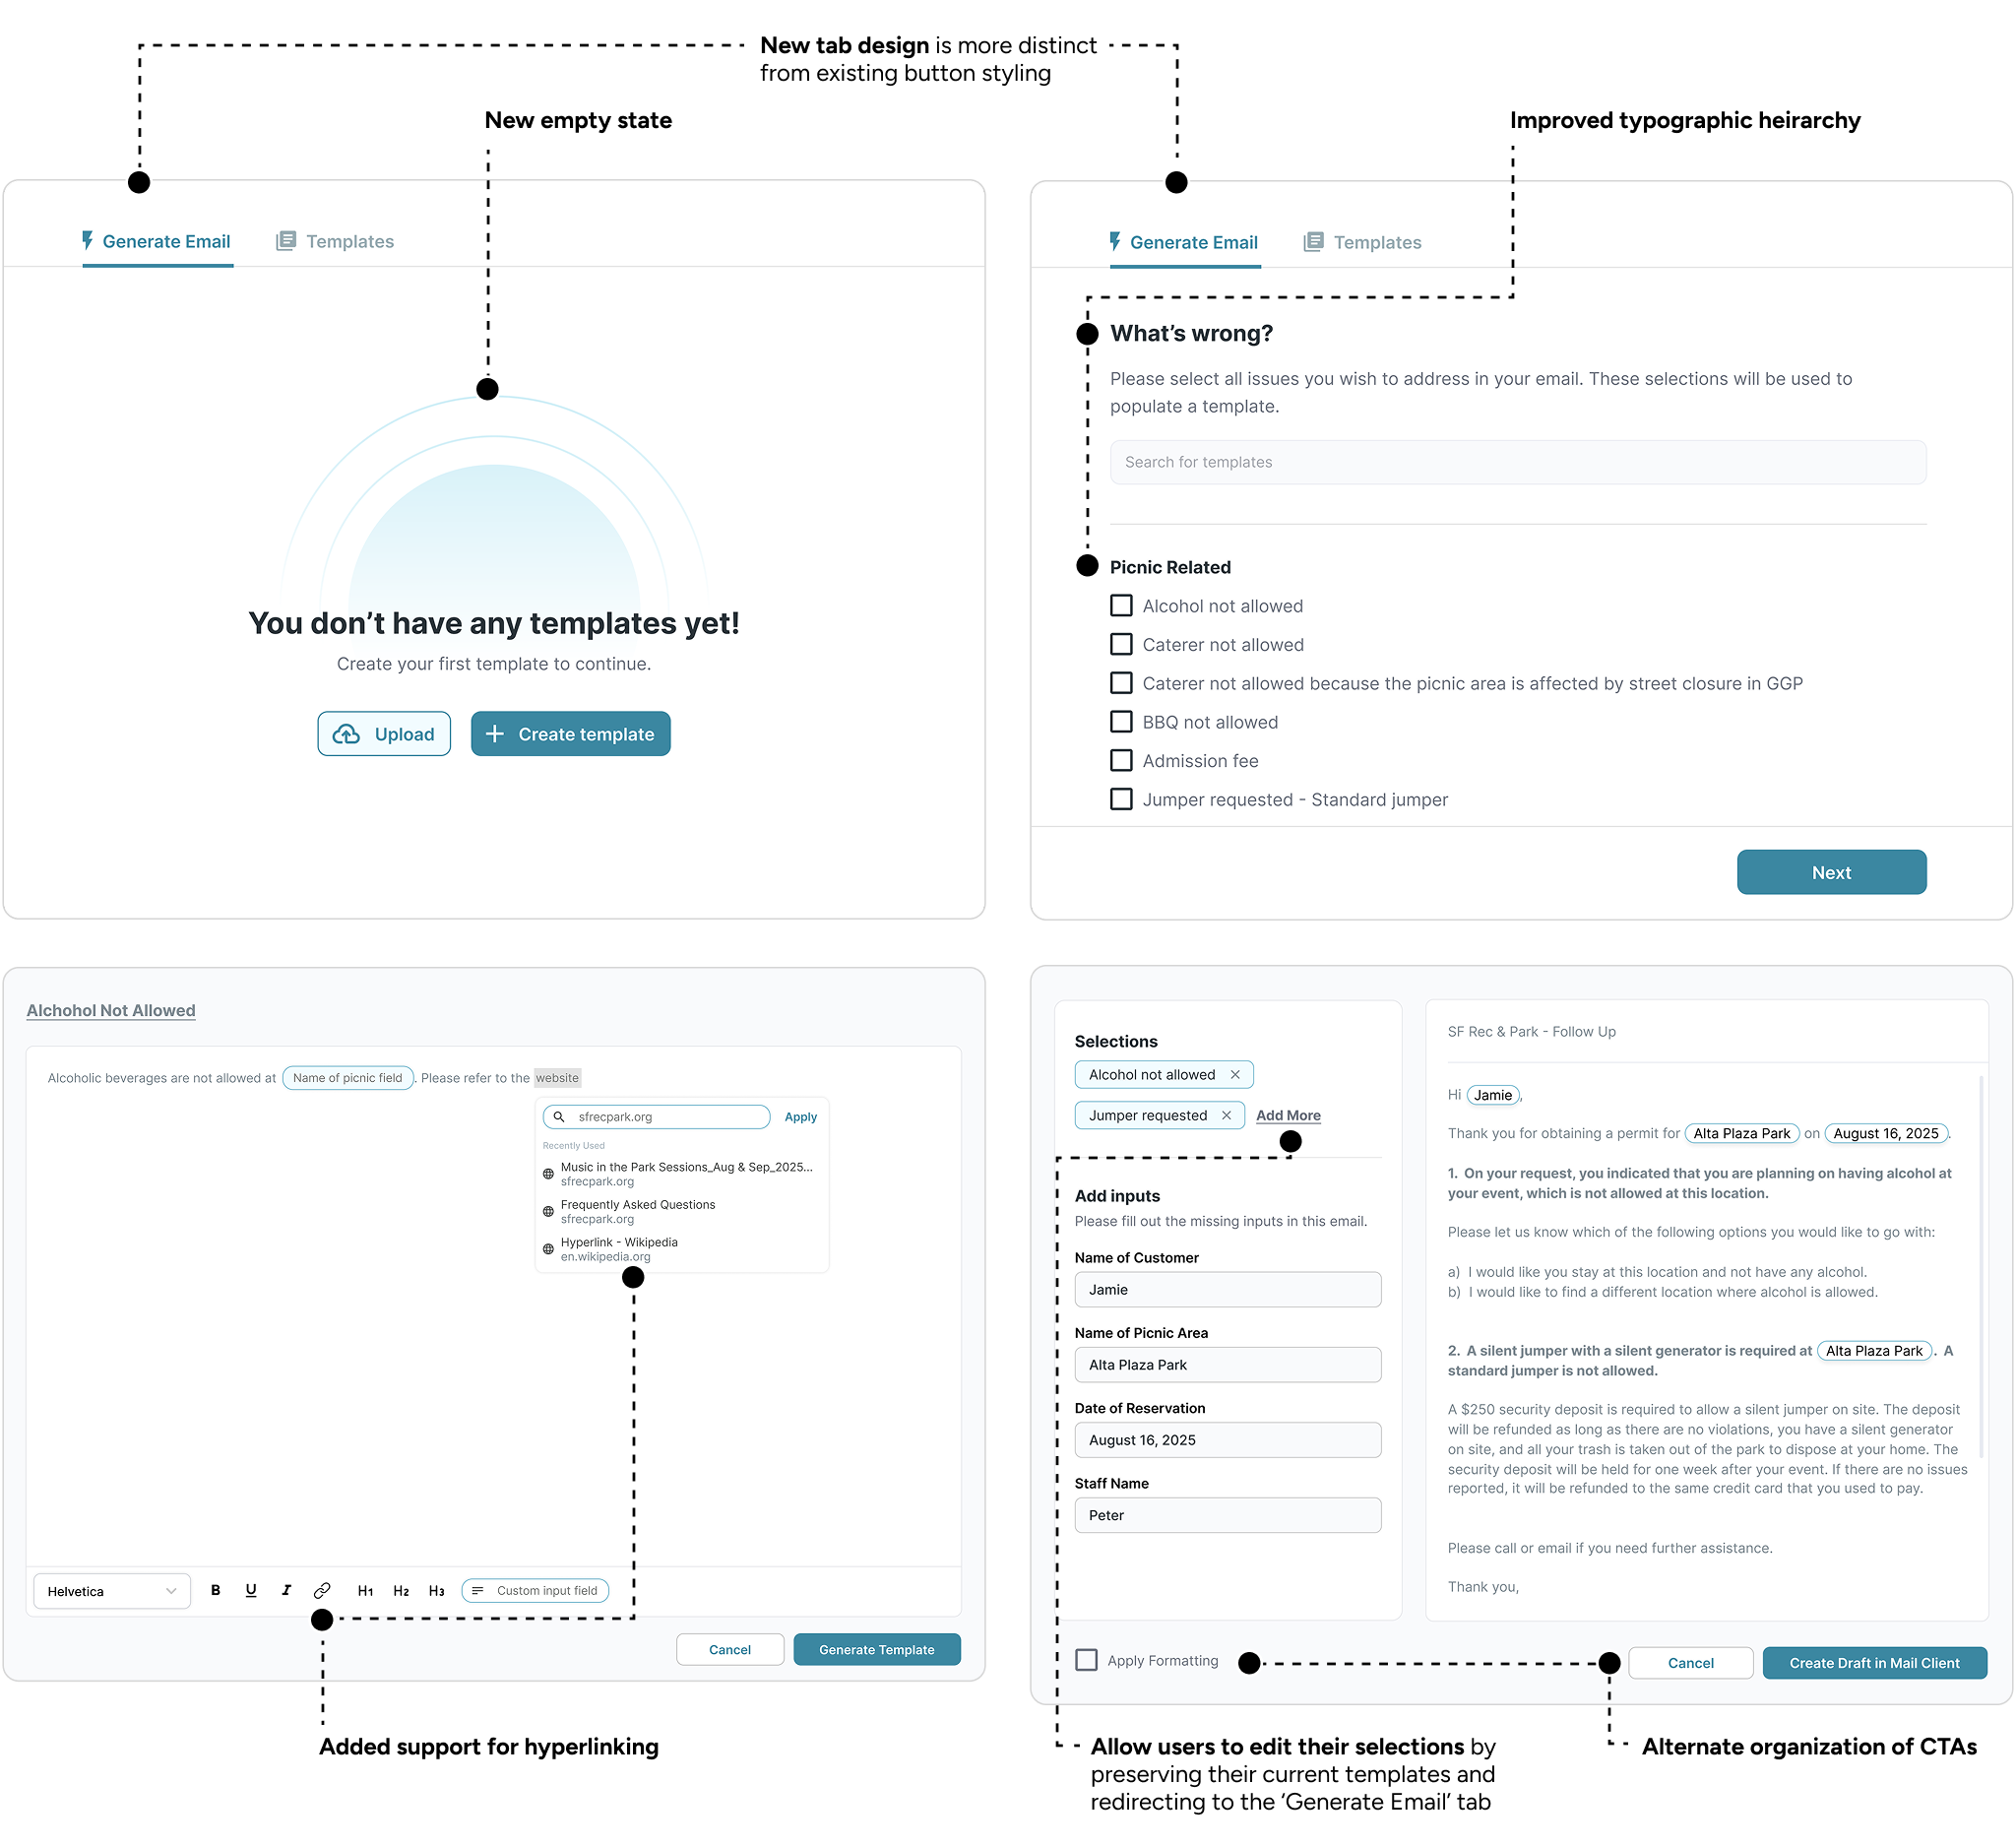 New tab design is more distinct
from existing button styling
New empty state
Improved typographic heirarchy
Generate Email
Templates
You don’t have any templates yet!
Create your first template to continue.
Upload
Create template
Generate Email
Templates
What’s wrong?
Please select all issues you wish to address in your email. These selections will be used to
populate a template.
Search for templates
Picnic Related
Alcohol not allowed
Caterer not allowed
Caterer not allowed because the picnic area is affected by street closure in GGP
BBQ not allowed
Admission fee
Jumper requested - Standard jumper
Next
Alchohol Not Allowed
Alcoholic beverages are not allowed at Name of picnic field . Please refer to the website
sfrecpark.org
Apply
Recently Used
Music in the Park Sessions_Aug & Sep_2025...
sfrecpark.org
Frequently Asked Questions
sfrecpark.org
Hyperlink - Wikipedia
en.wikipedia.org
Helvetica
B U I H1 H2 H3 Custom input field
Cancel
Generate Template
Added support for hyperlinking
Selections
Alcohol not allowed
Jumper requested
Add More
Add inputs
Please fill out the missing inputs in this email.
Name of Customer
Jamie
Name of Picnic Area
Alta Plaza Park
Date of Reservation
August 16, 2025
Staff Name
Peter
SF Rec & Park - Follow Up
Hi Jamie,
Thank you for obtaining a permit for Alta Plaza Park on August 16, 2025.
1. On your request, you indicated that you are planning on having alcohol at
your event, which is not allowed at this location.
Please let us know which of the following options you would like to go with:
a) I would like you stay at this location and not have any alcohol.
b) I would like to find a different location where alcohol is allowed.
2. A silent jumper with a silent generator is required at Alta Plaza Park . A
standard jumper is not allowed.
A $250 security deposit is required to allow a silent jumper on site. The deposit
will be refunded as long as there are no violations, you have a silent generator
on site, and all your trash is taken out of the park to dispose at your home. The
security deposit will be held for one week after your event. If there are no issues
reported, it will be refunded to the same credit card that you used to pay.
Please call or email if you need further assistance.
Thank you,
Apply Formatting
Cancel
Create Draft in Mail Client
Allow users to edit their selections by
preserving their current templates and
redirecting to the ‘Generate Email’ tab
Alternate organization of CTAs